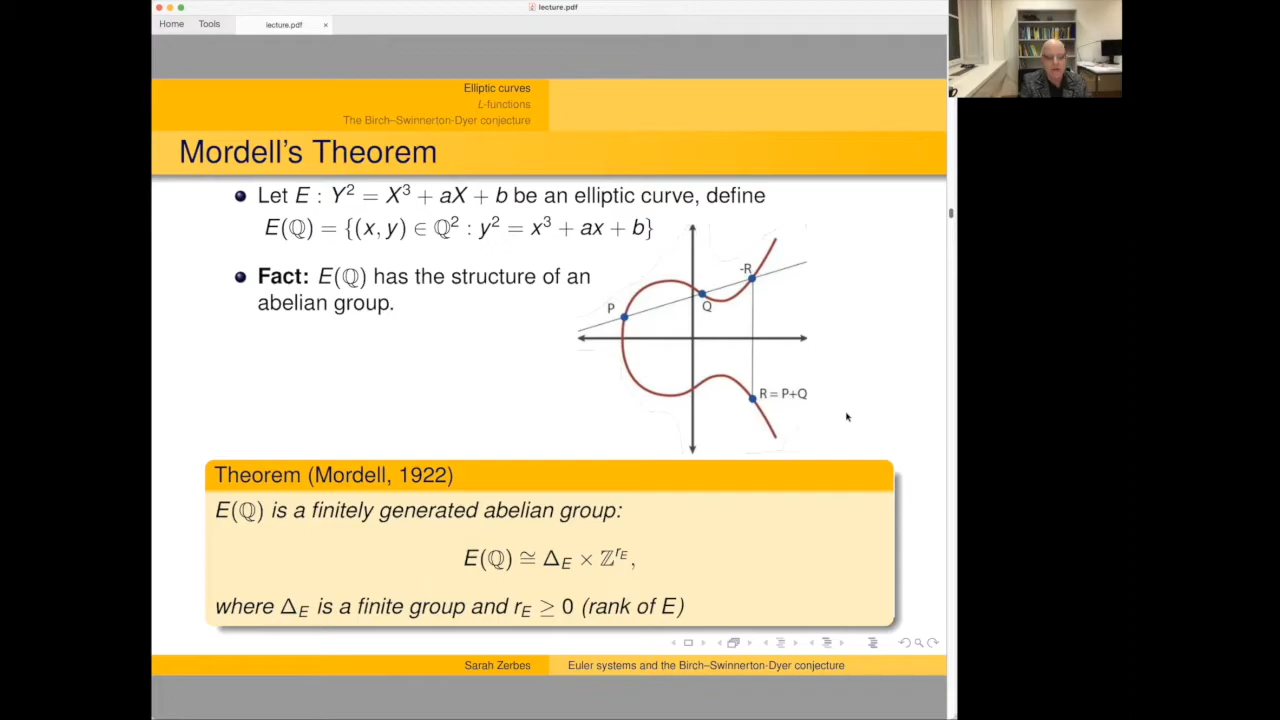 lecture.pdf
Home Tools lecture.pdf ×
Elliptic curves
L-functions
The Birch–Swinnerton-Dyer conjecture
Mordell's Theorem
Let E : Y² = X³ + aX + b be an elliptic curve, define
E(ℚ) = {(x, y) ∈ ℚ² : y² = x³ + ax + b}
Fact: E(ℚ) has the structure of an
abelian group.
-R
P
Q
R = P+Q
Theorem (Mordell, 1922)
E(ℚ) is a finitely generated abelian group:
E(ℚ) ≅ Δ_E × ℤ^{r_E},
where Δ_E is a finite group and r_E ≥ 0 (rank of E)
Sarah Zerbes Euler systems and the Birch–Swinnerton-Dyer conjecture